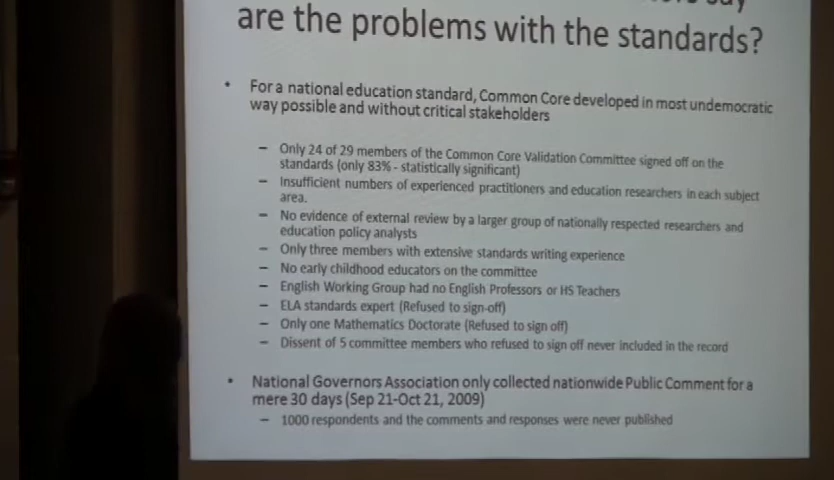 are the problems with the standards?
• For a national education standard, Common Core developed in most undemocratic
way possible and without critical stakeholders
– Only 24 of 29 members of the Common Core Validation Committee signed off on the
standards (only 83% - statistically significant)
– Insufficient numbers of experienced practitioners and education researchers in each subject
area.
– No evidence of external review by a larger group of nationally respected researchers and
education policy analysts
– Only three members with extensive standards writing experience
– No early childhood educators on the committee
– English Working Group had no English Professors or HS Teachers
– ELA standards expert (Refused to sign-off)
– Only one Mathematics Doctorate (Refused to sign off)
– Dissent of 5 committee members who refused to sign off never included in the record
• National Governors Association only collected nationwide Public Comment for a
mere 30 days (Sep 21-Oct 21, 2009)
– 1000 respondents and the comments and responses were never published